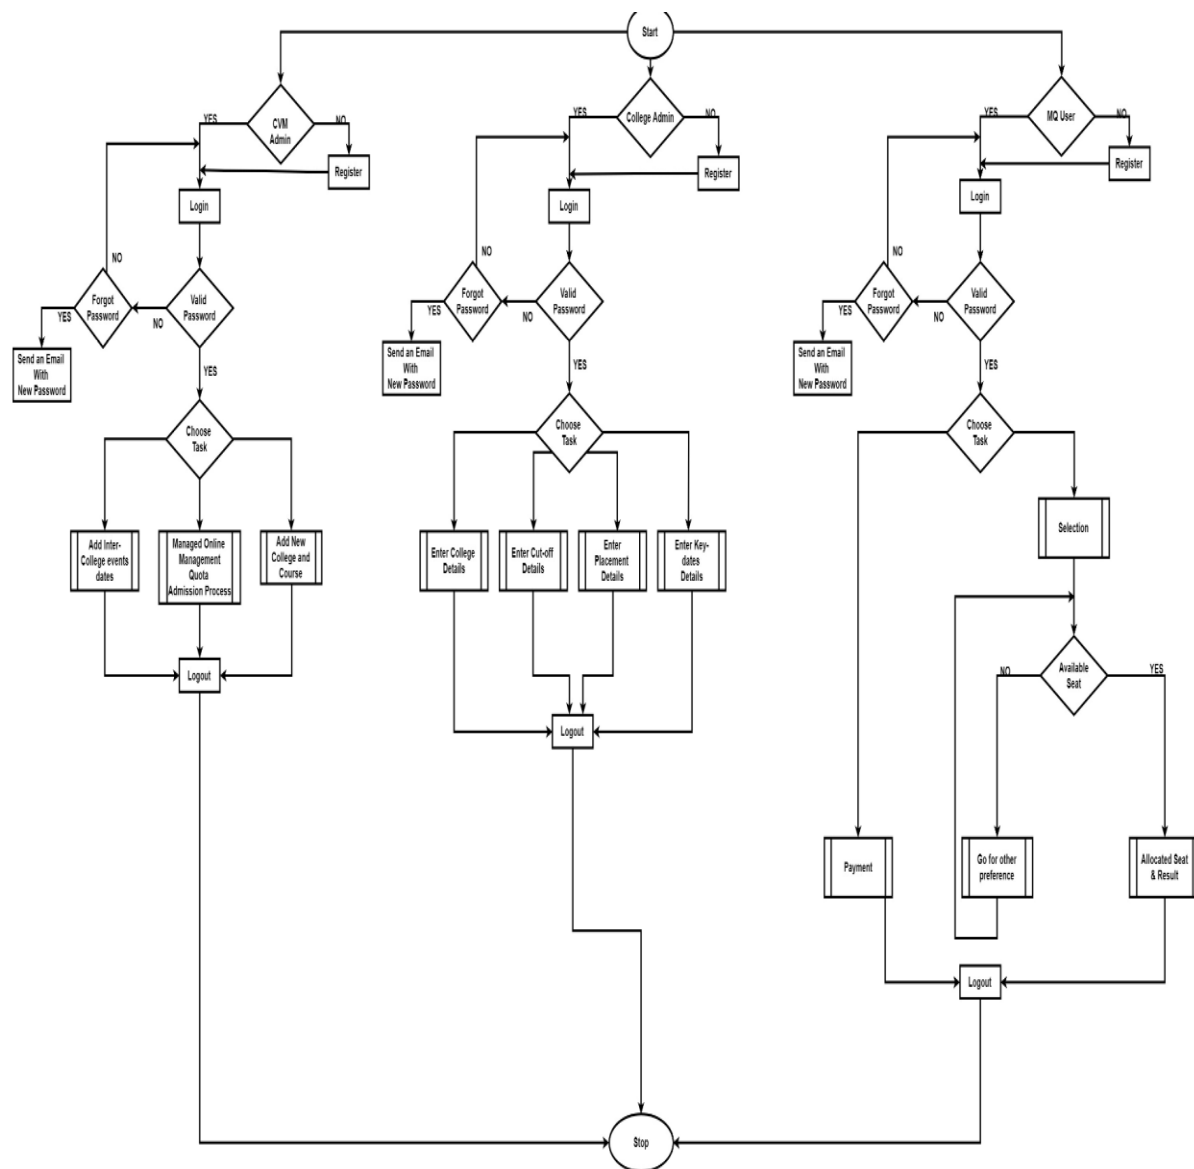 Start
YES
CVM
Admin
NO
YES
College Admin
NO
YES
MQ User
NO
Register
Register
Register
Login
Login
Login
NO
NO
NO
Forgot
Password
Valid
Password
YES
NO
Forgot
Password
Valid
Password
YES
NO
Forgot
Password
Valid
Password
YES
NO
Send an Email
With
New Password
YES
Send an Email
With
New Password
YES
Send an Email
With
New Password
YES
Choose
Task
Choose
Task
Choose
Task
Add Inter-
College events
dates
Managed Online
Management
Quota
Admission Process
Add New
College and
Course
Enter College
Details
Enter Cut-off
Details
Enter
Placement
Details
Enter Key-
dates
Details
Selection
Logout
Logout
NO
Available
Seat
YES
Payment
Go for other
preference
Allocated Seat
& Result
Logout
Stop